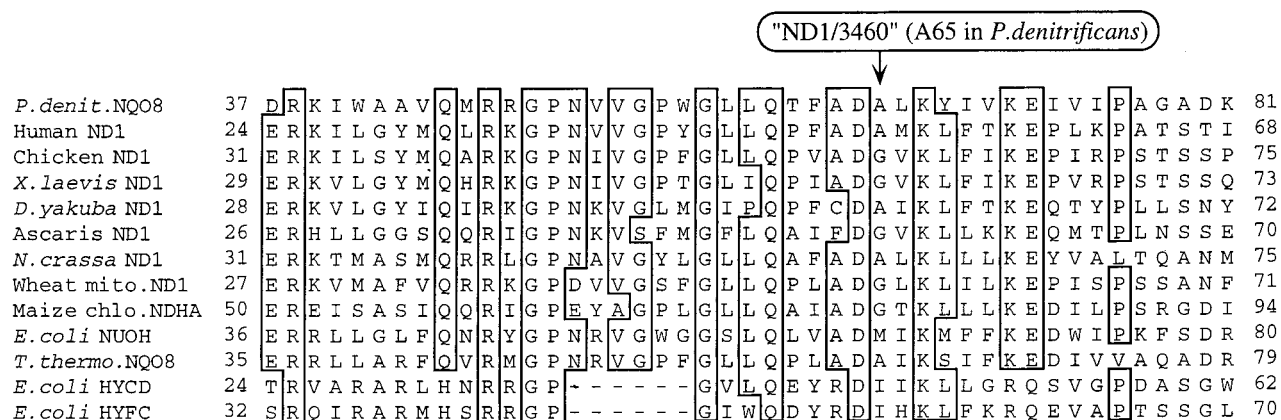 "ND1/3460" (A65 in P.denitrificans)
P.denit.NQO8 37 D R K I W A A V Q M R R G P N V V G P W G L L Q T F A D A L K Y I V K E I V I P A G A D K 81
Human ND1 24 E R K I L G Y M Q L R K G P N V V G P Y G L L Q P F A D A M K L F T K E P L K P A T S T I 68
Chicken ND1 31 E R K I L S Y M Q A R K G P N I V G P F G L L Q P V A D G V K L F I K E P I R P S T S S P 75
X.laevis ND1 29 E R K V L G Y M Q H R K G P N I V G P T G L I Q P I A D G V K L F I K E P V R P S T S S Q 73
D.yakuba ND1 28 E R K V L G Y I Q I R K G P N K V G L M G I P Q P F C D A I K L F T K E Q T Y P L L S N Y 72
Ascaris ND1 26 E R H L L G G S Q Q R I G P N K V S F M G F L Q A I F D G V K L L K K E Q M T P L N S S E 70
N.crassa ND1 31 E R K T M A S M Q R R L G P N A V G Y L G L L Q A F A D A L K L L L K E Y V A L T Q A N M 75
Wheat mito.ND1 27 E R K V M A F V Q R R K G P D V V G S F G L L Q P L A D G L K L I L K E P I S P S S A N F 71
Maize chlo.NDHA 50 E R E I S A S I Q Q R I G P E Y A G P L G L L Q A I A D G T K L L L K E D I L P S R G D I 94
E.coli NUOH 36 E R R L L G L F Q N R Y G P N R V G W G G S L Q L V A D M I K M F F K E D W I P K F S D R 80
T.thermo.NQO8 35 E R R L L A R F Q V R M G P N R V G P F G L L Q P L A D A I K S I F K E D I V V A Q A D R 79
E.coli HYCD 24 T R V A R A R L H N R R G P - - - - - - G V L Q E Y R D I I K L L G R Q S V G P D A S G W 62
E.coli HYFC 32 S R Q I R A R M H S R R G P - - - - - - G I W Q D Y R D I H K L F K R Q E V A P T S S G L 70